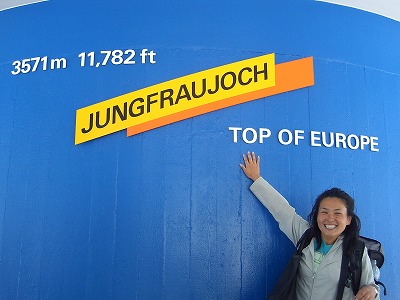 3571m 11,782 ft
JUNGFRAUJOCH
TOP OF EUROPE